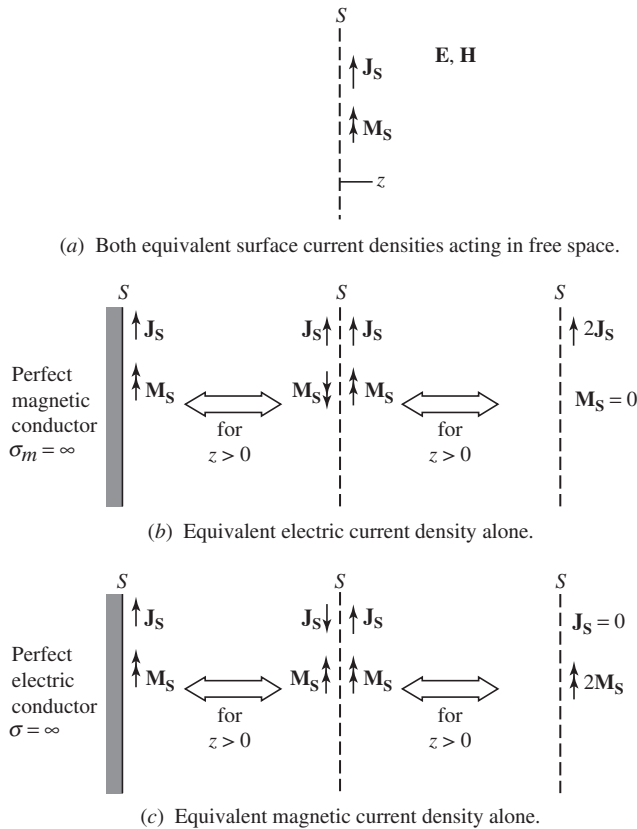 S
J_S
E, H
M_S
z
(a) Both equivalent surface current densities acting in free space.
S S S
J_S J_S J_S 2J_S
Perfect
magnetic
conductor
σ_m = ∞
M_S M_S M_S M_S = 0
for for
z > 0 z > 0
(b) Equivalent electric current density alone.
S S S
J_S J_S J_S J_S = 0
Perfect
electric
conductor
σ = ∞
M_S M_S M_S 2M_S
for for
z > 0 z > 0
(c) Equivalent magnetic current density alone.